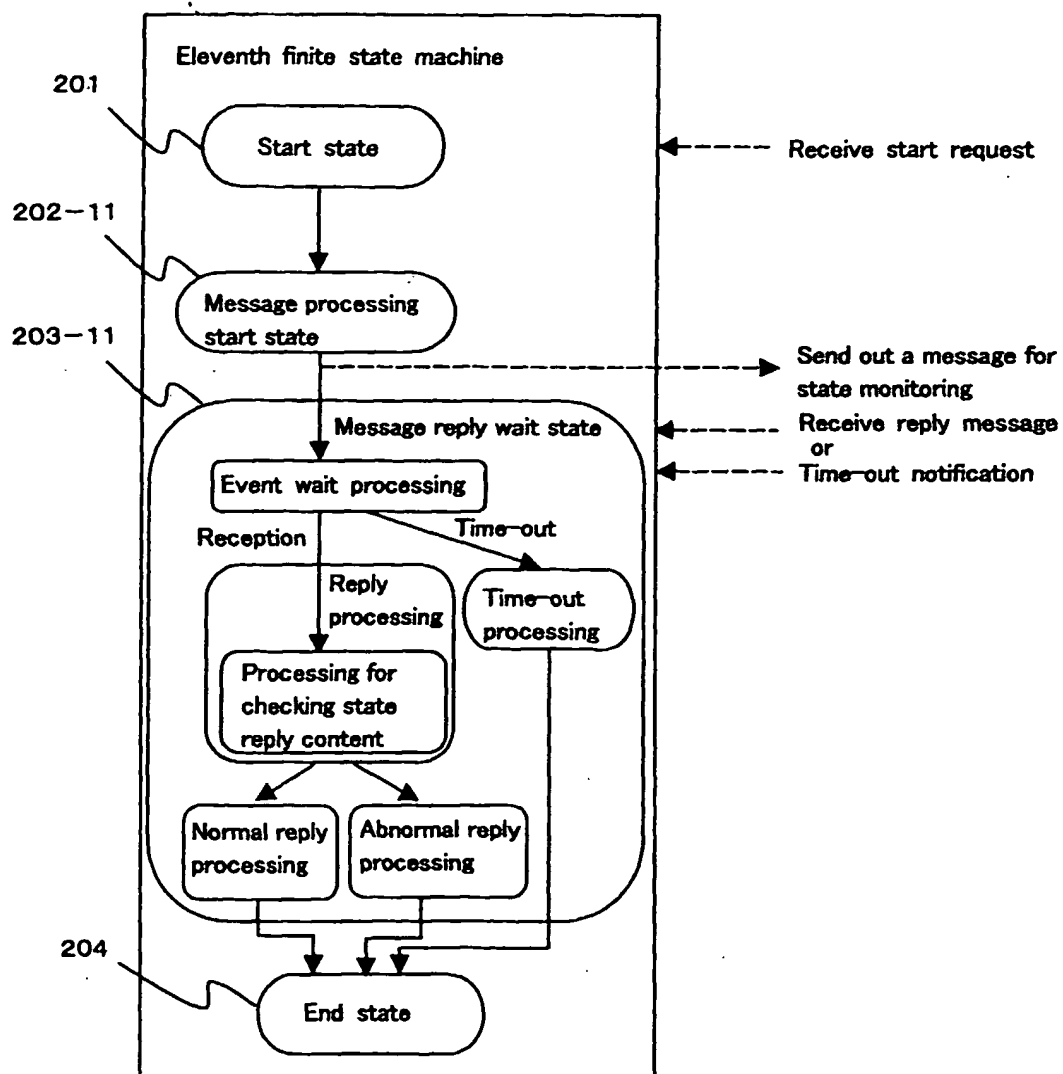 Eleventh finite state machine
201
Start state
Receive start request
202-11
Message processing
start state
203-11
Send out a message for
state monitoring
Message reply wait state
Receive reply message
or
Time-out notification
Event wait processing
Reception
Time-out
Reply
processing
Time-out
processing
Processing for
checking state
reply content
Normal reply
processing
Abnormal reply
processing
204
End state